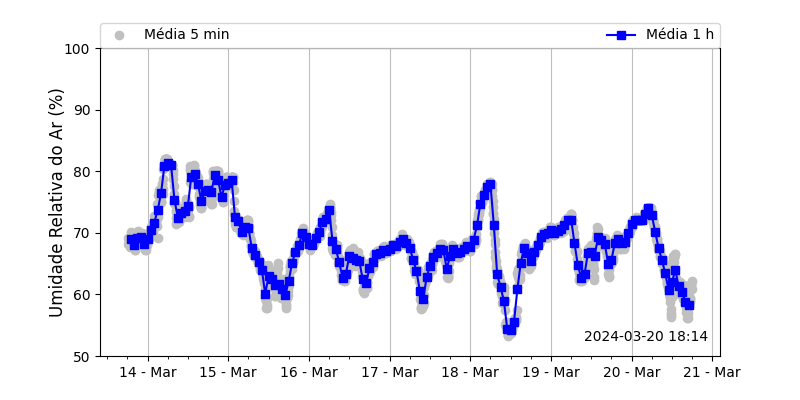 Média 5 min
Média 1 h
Umidade Relativa do Ar (%)
100
90
80
70
60
50
2024-03-20 18:14
14 - Mar
15 - Mar
16 - Mar
17 - Mar
18 - Mar
19 - Mar
20 - Mar
21 - Mar